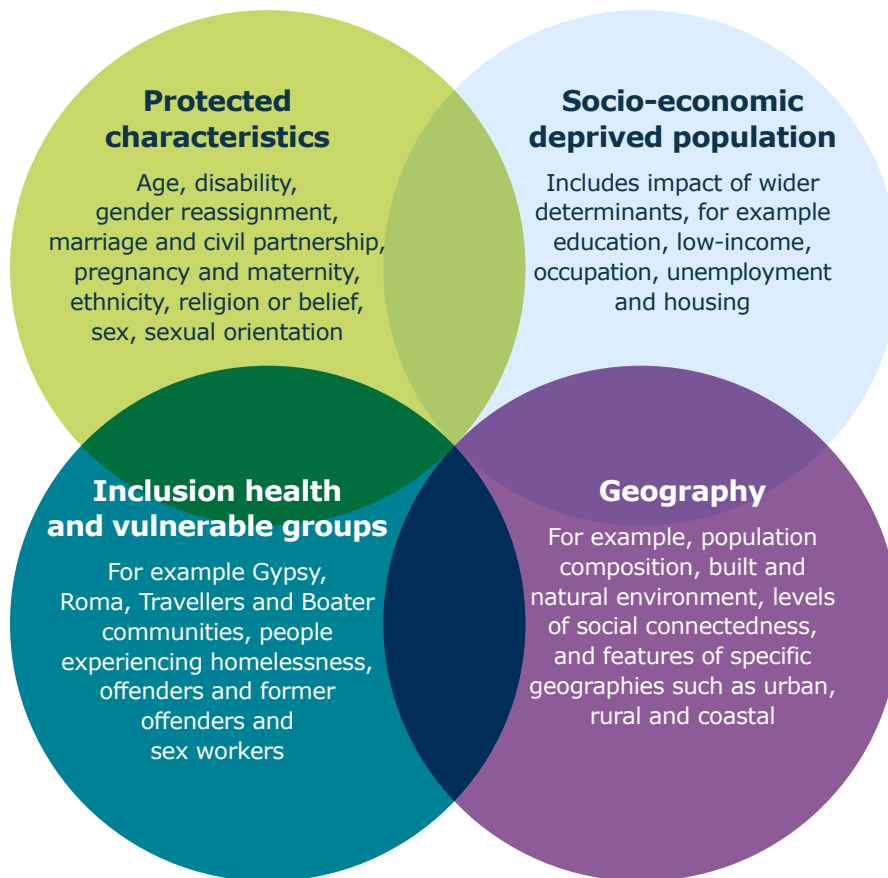 Protected
characteristics
Age, disability,
gender reassignment,
marriage and civil partnership,
pregnancy and maternity,
ethnicity, religion or belief,
sex, sexual orientation
Socio-economic
deprived population
Includes impact of wider
determinants, for example
education, low-income,
occupation, unemployment
and housing
Inclusion health
and vulnerable groups
For example Gypsy,
Roma, Travellers and Boater
communities, people
experiencing homelessness,
offenders and former
offenders and
sex workers
Geography
For example, population
composition, built and
natural environment, levels
of social connectedness,
and features of specific
geographies such as urban,
rural and coastal